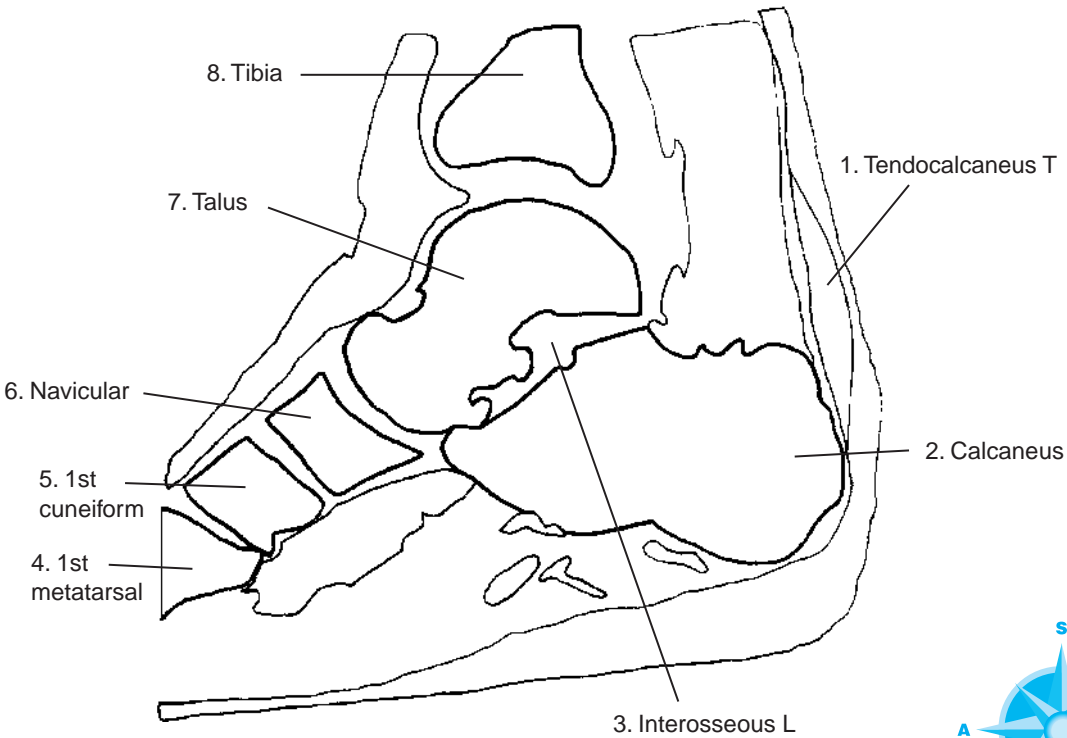 8. Tibia
1. Tendocalcaneus T
7. Talus
6. Navicular
2. Calcaneus
5. 1st
cuneiform
4. 1st
metatarsal
3. Interosseous L
S
A